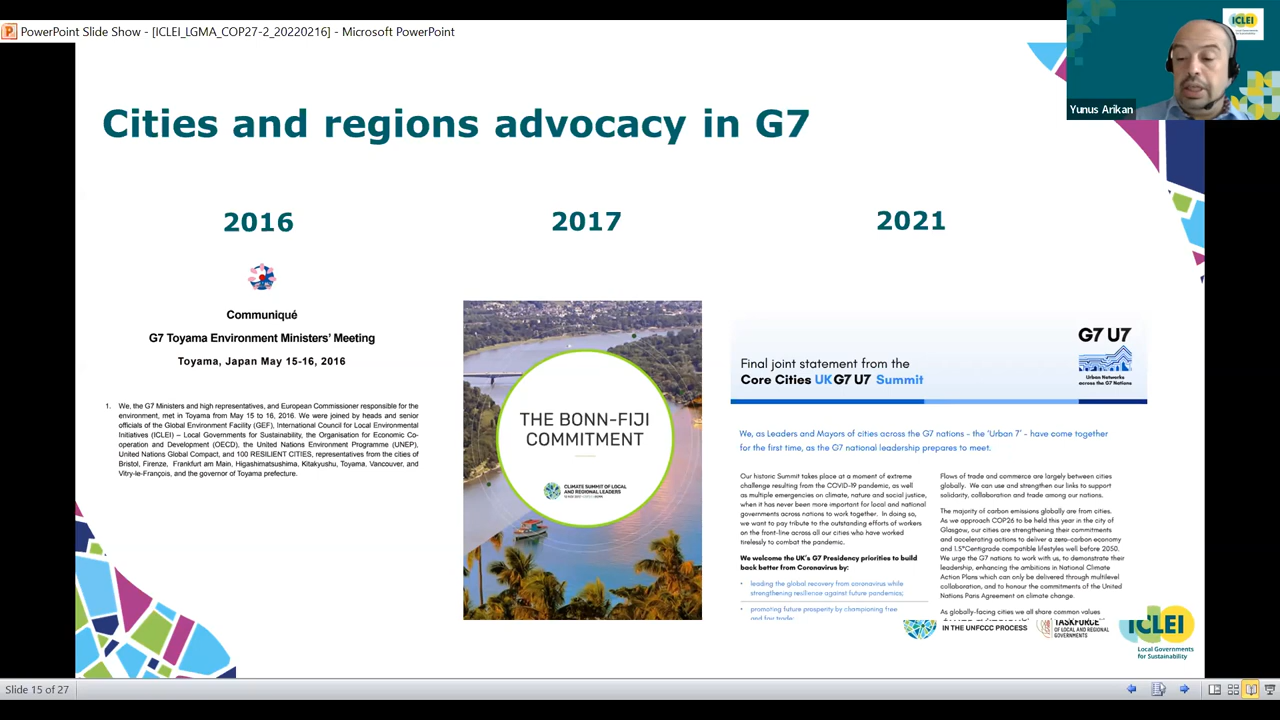 PowerPoint Slide Show - [ICLEI_LGMA_COP27-2_20220216] - Microsoft PowerPoint
ICLEI
Yunus Arikan
Cities and regions advocacy in G7
2016
Communiqué
G7 Toyama Environment Ministers' Meeting
Toyama, Japan May 15-16, 2016
1. We, the G7 Ministers and high representatives, and European Commissioner responsible for the
environment, met in Toyama from May 15 to 16, 2016. We were joined by heads and senior
officials of the Global Environment Facility (GEF), International Council for Local Environmental
Initiatives (ICLEI) – Local Governments for Sustainability, the Organisation for Economic Co-
operation and Development (OECD), the United Nations Environment Programme (UNEP),
United Nations Global Compact, and 100 RESILIENT CITIES, representatives from the cities of
Bristol, Firenze, Frankfurt am Main, Higashimatsushima, Kitakyushu, Toyama, Vancouver, and
Vitry-le-François, and the governor of Toyama prefecture.
2017
THE BONN-FIJI
COMMITMENT
CLIMATE SUMMIT OF LOCAL
AND REGIONAL LEADERS
2021
G7 U7
Urban Networks
across the G7 Nations
Final joint statement from the
Core Cities UK G7 U7 Summit
We, as Leaders and Mayors of cities across the G7 nations - the 'Urban 7' - have come together
for the first time, as the G7 national leadership prepares to meet.
Our historic Summit takes place at a moment of extreme
challenge resulting from the COVID-19 pandemic, as well
as multiple emergencies on climate, nature and social justice,
when it has never been more important for local and national
governments across nations to work together. In doing so,
we want to pay tribute to the outstanding efforts of workers
on the front-line across all our cities who have worked
tirelessly to combat the pandemic.
We welcome the UK's G7 Presidency priorities to build
back better from Coronavirus by:
• leading the global recovery from coronavirus while
strengthening resilience against future pandemics;
• promoting future prosperity by championing free
and fair trade;
Flows of trade and commerce are largely between cities
globally. We can use and strengthen our links to support
solidarity, collaboration and trade among our nations.
The majority of carbon emissions globally are from cities.
As we approach COP26 to be held this year in the city of
Glasgow, our cities are strengthening their commitments
and accelerating actions to deliver a zero-carbon economy
and 1.5°Centigrade compatible lifestyles well before 2050.
We urge the G7 nations to work with us, to demonstrate their
leadership, enhancing the ambitions in National Climate
Action Plans which can only be delivered through multilevel
collaboration, and to honour the commitments of the United
Nations Paris Agreement on climate change.
As globally-facing cities we all share common values
IN THE UNFCCC PROCESS
TASKFORCE
OF LOCAL AND REGIONAL
GOVERNMENTS
ICLEI
Local Governments
for Sustainability
Slide 15 of 27